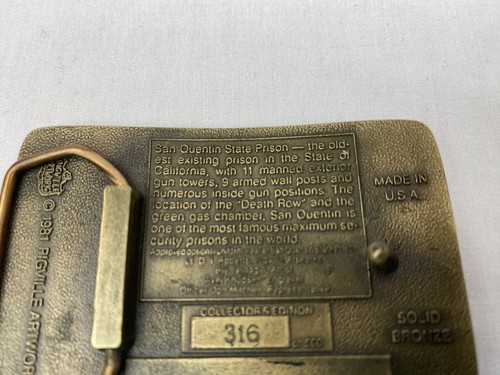 San Quentin State Prison — the old-
est existing prison in the State of
California, with 11 manned exterior
gun towers, 9 armed wall posts and
numerous inside gun positions. The
location of the "Death Row" and the
green gas chamber, San Quentin is
one of the most famous maximum se-
curity prisons in the world.
MADE IN
U.S.A.
COLLECTOR'S EDITION
316
SOLID
BRONZE
© 1981